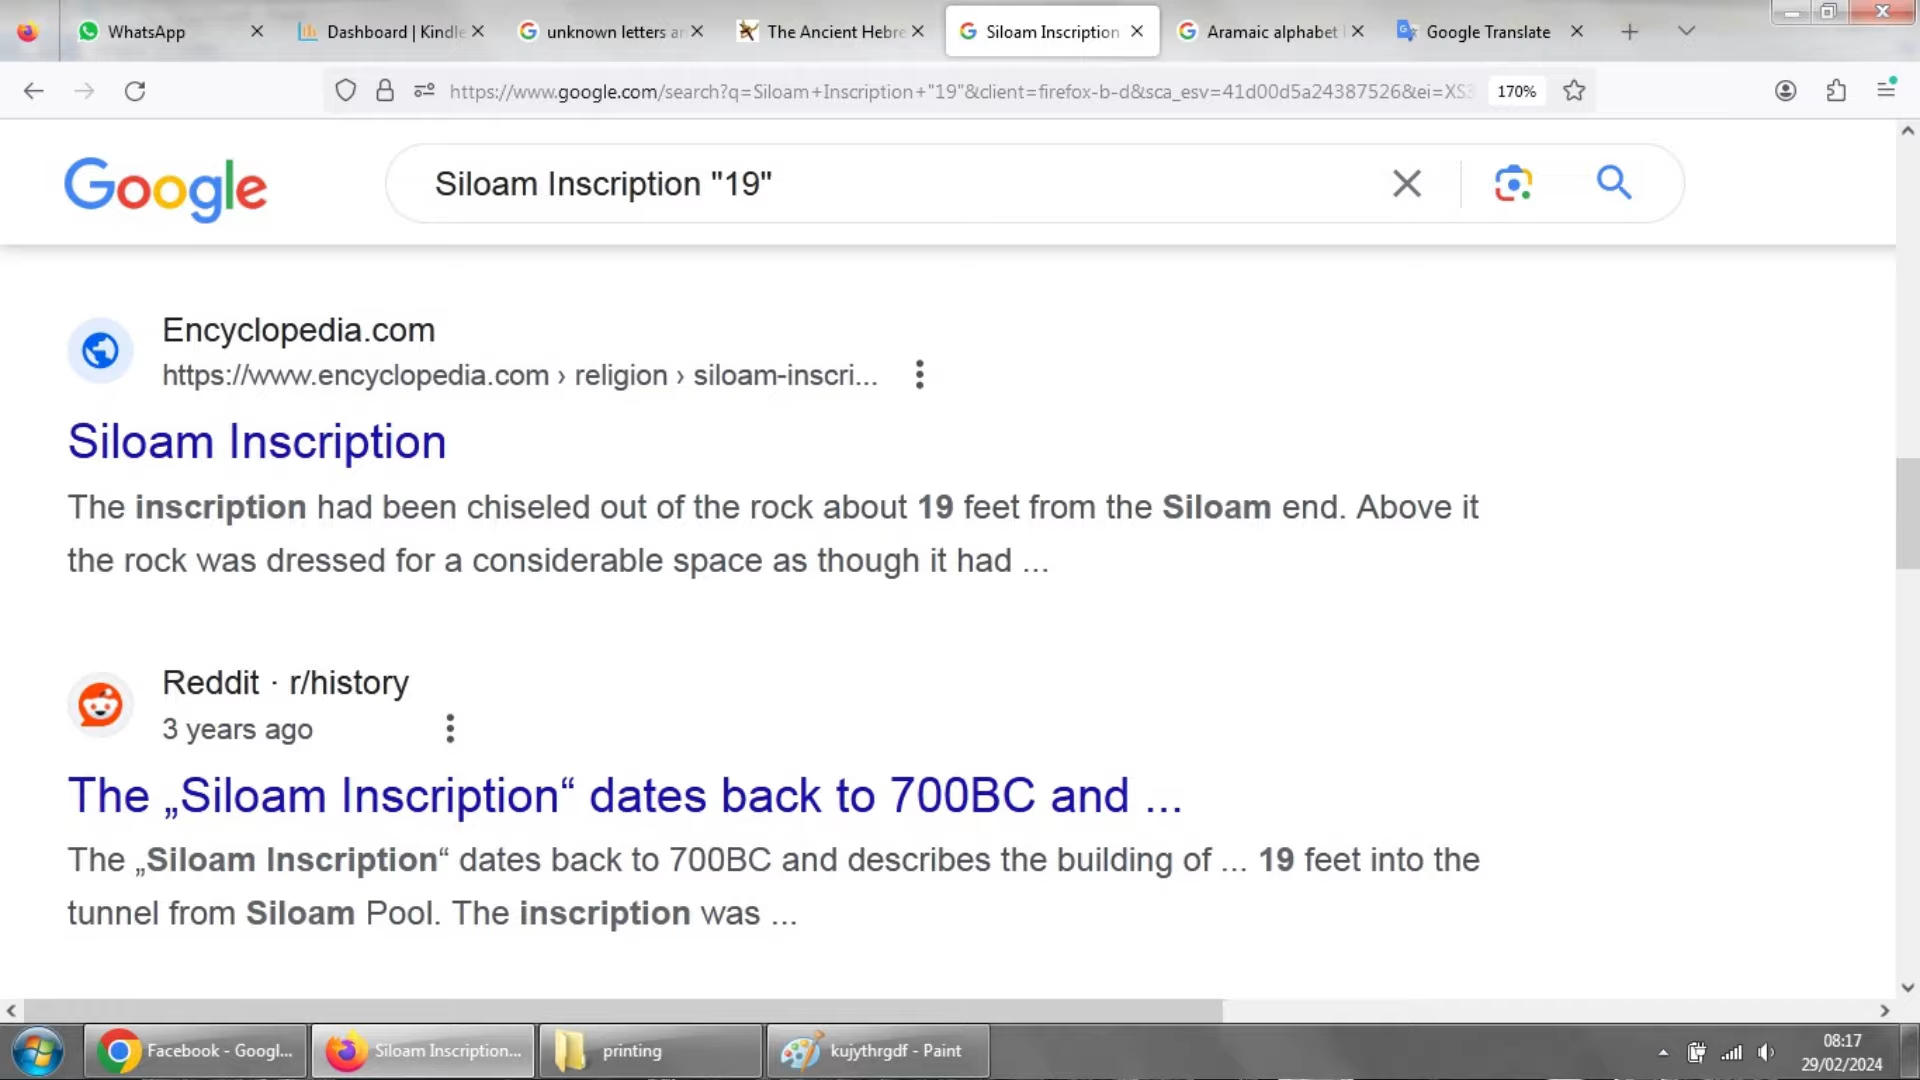 WhatsApp
Dashboard | Kindle
unknown letters ar
The Ancient Hebre
Siloam Inscription
Aramaic alphabet
Google Translate
https://www.google.com/search?q=Siloam+Inscription+"19"&client=firefox-b-d&sca_esv=41d00d5a24387526&ei=XS3
170%
Google
Siloam Inscription "19"
Encyclopedia.com
https://www.encyclopedia.com › religion › siloam-inscri...
Siloam Inscription
The inscription had been chiseled out of the rock about 19 feet from the Siloam end. Above it
the rock was dressed for a considerable space as though it had ...
Reddit · r/history
3 years ago
The „Siloam Inscription“ dates back to 700BC and ...
The „Siloam Inscription“ dates back to 700BC and describes the building of ... 19 feet into the
tunnel from Siloam Pool. The inscription was ...
Facebook - Googl...
Siloam Inscription...
printing
kujythrgdf - Paint
08:17
29/02/2024